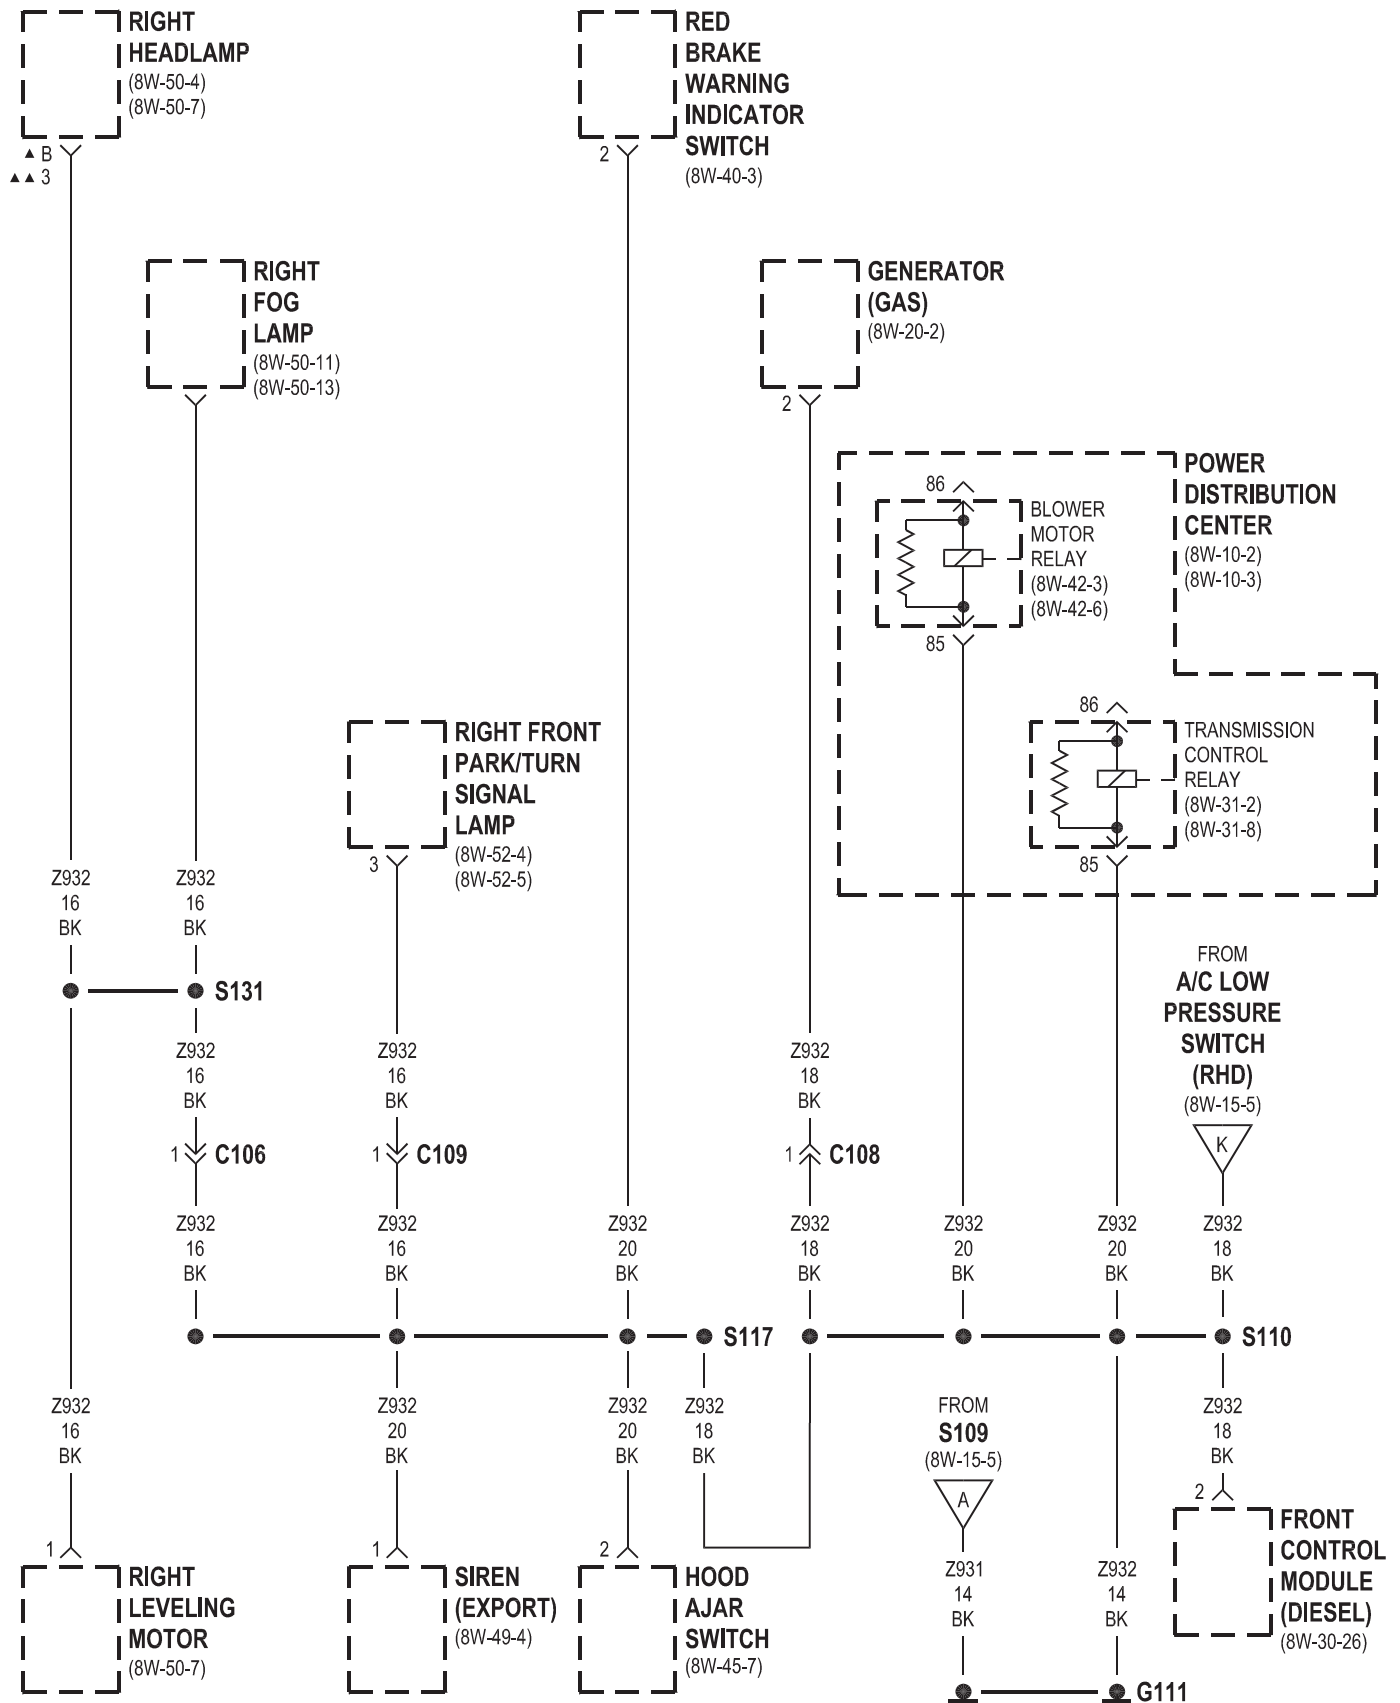 RIGHT
HEADLAMP
(8W-50-4)
(8W-50-7)
▲ B
▲▲ 3
RED
BRAKE
WARNING
INDICATOR
SWITCH
(8W-40-3)
2
RIGHT
FOG
LAMP
(8W-50-11)
(8W-50-13)
GENERATOR
(GAS)
(8W-20-2)
2
POWER
DISTRIBUTION
CENTER
(8W-10-2)
(8W-10-3)
86
BLOWER
MOTOR
RELAY
(8W-42-3)
(8W-42-6)
85
86
TRANSMISSION
CONTROL
RELAY
(8W-31-2)
(8W-31-8)
85
RIGHT FRONT
PARK/TURN
SIGNAL
LAMP
(8W-52-4)
(8W-52-5)
3
Z932
16
BK
Z932
16
BK
S131
FROM
A/C LOW
PRESSURE
SWITCH
(RHD)
(8W-15-5)
K
Z932
16
BK
Z932
16
BK
Z932
18
BK
1
C106
1
C109
1
C108
Z932
16
BK
Z932
16
BK
Z932
20
BK
Z932
18
BK
Z932
20
BK
Z932
20
BK
Z932
18
BK
S117
S110
Z932
16
BK
Z932
20
BK
Z932
20
BK
Z932
18
BK
FROM
S109
(8W-15-5)
A
Z932
18
BK
2
FRONT
CONTROL
MODULE
(DIESEL)
(8W-30-26)
1
RIGHT
LEVELING
MOTOR
(8W-50-7)
1
SIREN
(EXPORT)
(8W-49-4)
2
HOOD
AJAR
SWITCH
(8W-45-7)
Z931
14
BK
Z932
14
BK
G111